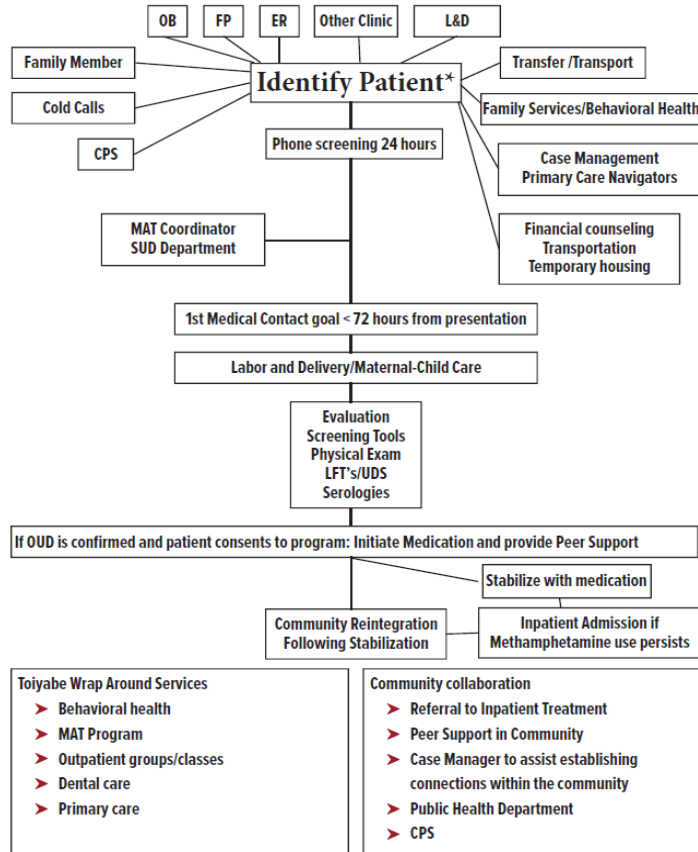 OB
FP
ER
Other Clinic
L&D
Family Member
Identify Patient*
Transfer /Transport
Cold Calls
Family Services/Behavioral Health
CPS
Phone screening 24 hours
Case Management
Primary Care Navigators
MAT Coordinator
SUD Department
Financial counseling
Transportation
Temporary housing
1st Medical Contact goal < 72 hours from presentation
Labor and Delivery/Maternal-Child Care
Evaluation
Screening Tools
Physical Exam
LFT's/UDS
Serologies
If OUD is confirmed and patient consents to program: Initiate Medication and provide Peer Support
Stabilize with medication
Community Reintegration
Following Stabilization
Inpatient Admission if
Methamphetamine use persists
Toiyabe Wrap Around Services
➤ Behavioral health
➤ MAT Program
➤ Outpatient groups/classes
➤ Dental care
➤ Primary care
Community collaboration
➤ Referral to Inpatient Treatment
➤ Peer Support in Community
➤ Case Manager to assist establishing
connections within the community
➤ Public Health Department
➤ CPS